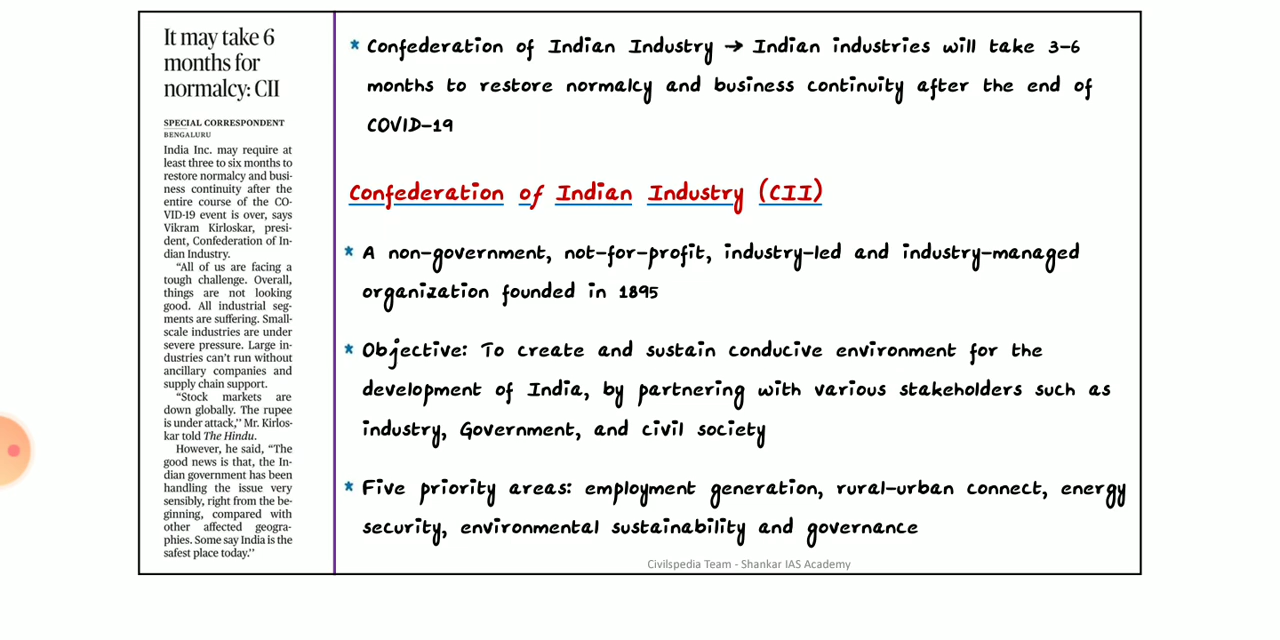 It may take 6
months for
normalcy: CII
SPECIAL CORRESPONDENT
BENGALURU
India Inc. may require at
least three to six months to
restore normalcy and busi-
ness continuity after the
entire course of the CO-
VID-19 event is over, says
Vikram Kirloskar, presi-
dent, Confederation of In-
dian Industry.
“All of us are facing a
tough challenge. Overall,
things are not looking
good. All industrial seg-
ments are suffering. Small-
scale industries are under
severe pressure. Large in-
dustries can’t run without
ancillary companies and
supply chain support.
“Stock markets are
down globally. The rupee
is under attack,’’ Mr. Kirlos-
kar told The Hindu.
However, he said, “The
good news is that, the In-
dian government has been
handling the issue very
sensibly, right from the be-
ginning, compared with
other affected geogra-
phies. Some say India is the
safest place today.’’
* Confederation of Indian Industry → Indian industries will take 3-6
months to restore normalcy and business continuity after the end of
COVID-19
Confederation of Indian Industry (CII)
* A non-government, not-for-profit, industry-led and industry-managed
organization founded in 1895
* Objective: To create and sustain conducive environment for the
development of India, by partnering with various stakeholders such as
industry, Government, and civil society
* Five priority areas: employment generation, rural-urban connect, energy
security, environmental sustainability and governance
Civilspedia Team - Shankar IAS Academy